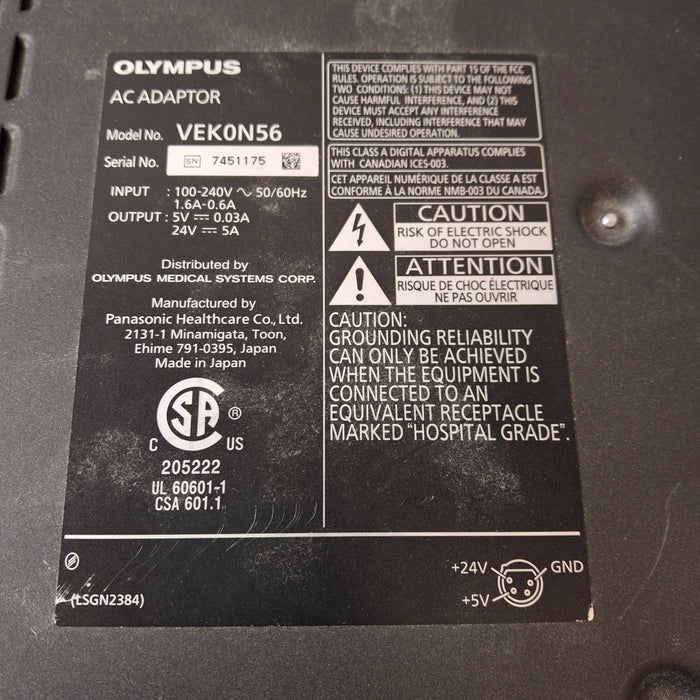 OLYMPUS
AC ADAPTOR
Model No. VEK0N56
Serial No. SN 7451175
INPUT : 100-240V ∿ 50/60Hz
1.6A-0.6A
OUTPUT : 5V ⎓ 0.03A
24V ⎓ 5A
Distributed by
OLYMPUS MEDICAL SYSTEMS CORP.
Manufactured by
Panasonic Healthcare Co., Ltd.
2131-1 Minamigata, Toon,
Ehime 791-0395, Japan
Made in Japan
SA ®
C US
205222
UL 60601-1
CSA 601.1
THIS DEVICE COMPLIES WITH PART 15 OF THE FCC
RULES. OPERATION IS SUBJECT TO THE FOLLOWING
TWO CONDITIONS: (1) THIS DEVICE MAY NOT
CAUSE HARMFUL INTERFERENCE, AND (2) THIS
DEVICE MUST ACCEPT ANY INTERFERENCE
RECEIVED, INCLUDING INTERFERENCE THAT MAY
CAUSE UNDESIRED OPERATION.
THIS CLASS A DIGITAL APPARATUS COMPLIES
WITH CANADIAN ICES-003.
CET APPAREIL NUMÉRIQUE DE LA CLASSE A EST
CONFORME À LA NORME NMB-003 DU CANADA.
CAUTION
RISK OF ELECTRIC SHOCK
DO NOT OPEN
ATTENTION
RISQUE DE CHOC ÉLECTRIQUE
NE PAS OUVRIR
CAUTION:
GROUNDING RELIABILITY
CAN ONLY BE ACHIEVED
WHEN THE EQUIPMENT IS
CONNECTED TO AN
EQUIVALENT RECEPTACLE
MARKED “HOSPITAL GRADE”.
(LSGN2384)
+24V GND
+5V